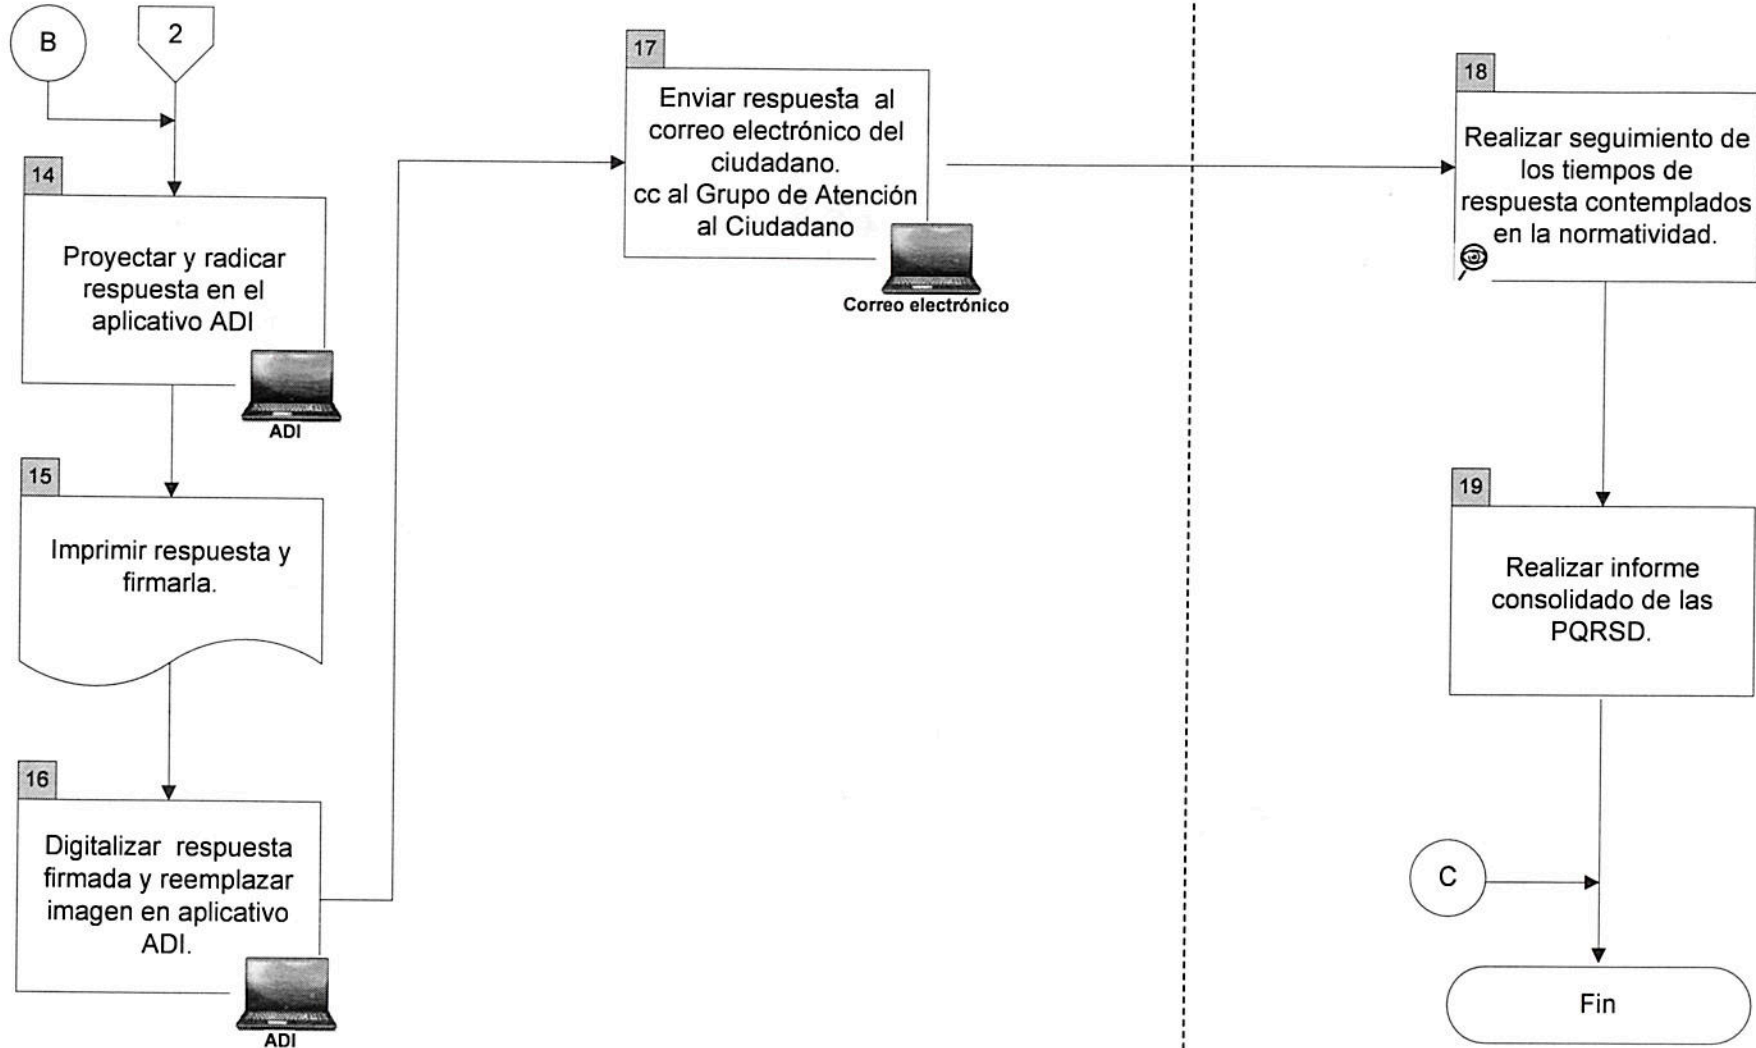 B
2
14
Proyectar y radicar
respuesta en el
aplicativo ADI
ADI
15
Imprimir respuesta y
firmarla.
16
Digitalizar respuesta
firmada y reemplazar
imagen en aplicativo
ADI.
ADI
17
Enviar respuesta al
correo electrónico del
ciudadano.
cc al Grupo de Atención
al Ciudadano
Correo electrónico
18
Realizar seguimiento de
los tiempos de
respuesta contemplados
en la normatividad.
19
Realizar informe
consolidado de las
PQRSD.
C
Fin